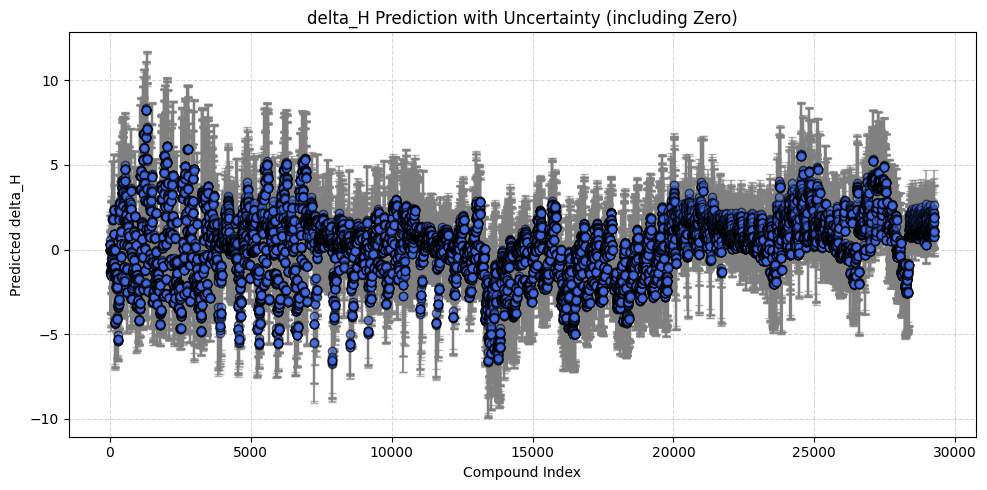 delta_H Prediction with Uncertainty (including Zero)
Predicted delta_H
10
5
0
−5
−10
0 5000 10000 15000 20000 25000 30000
Compound Index